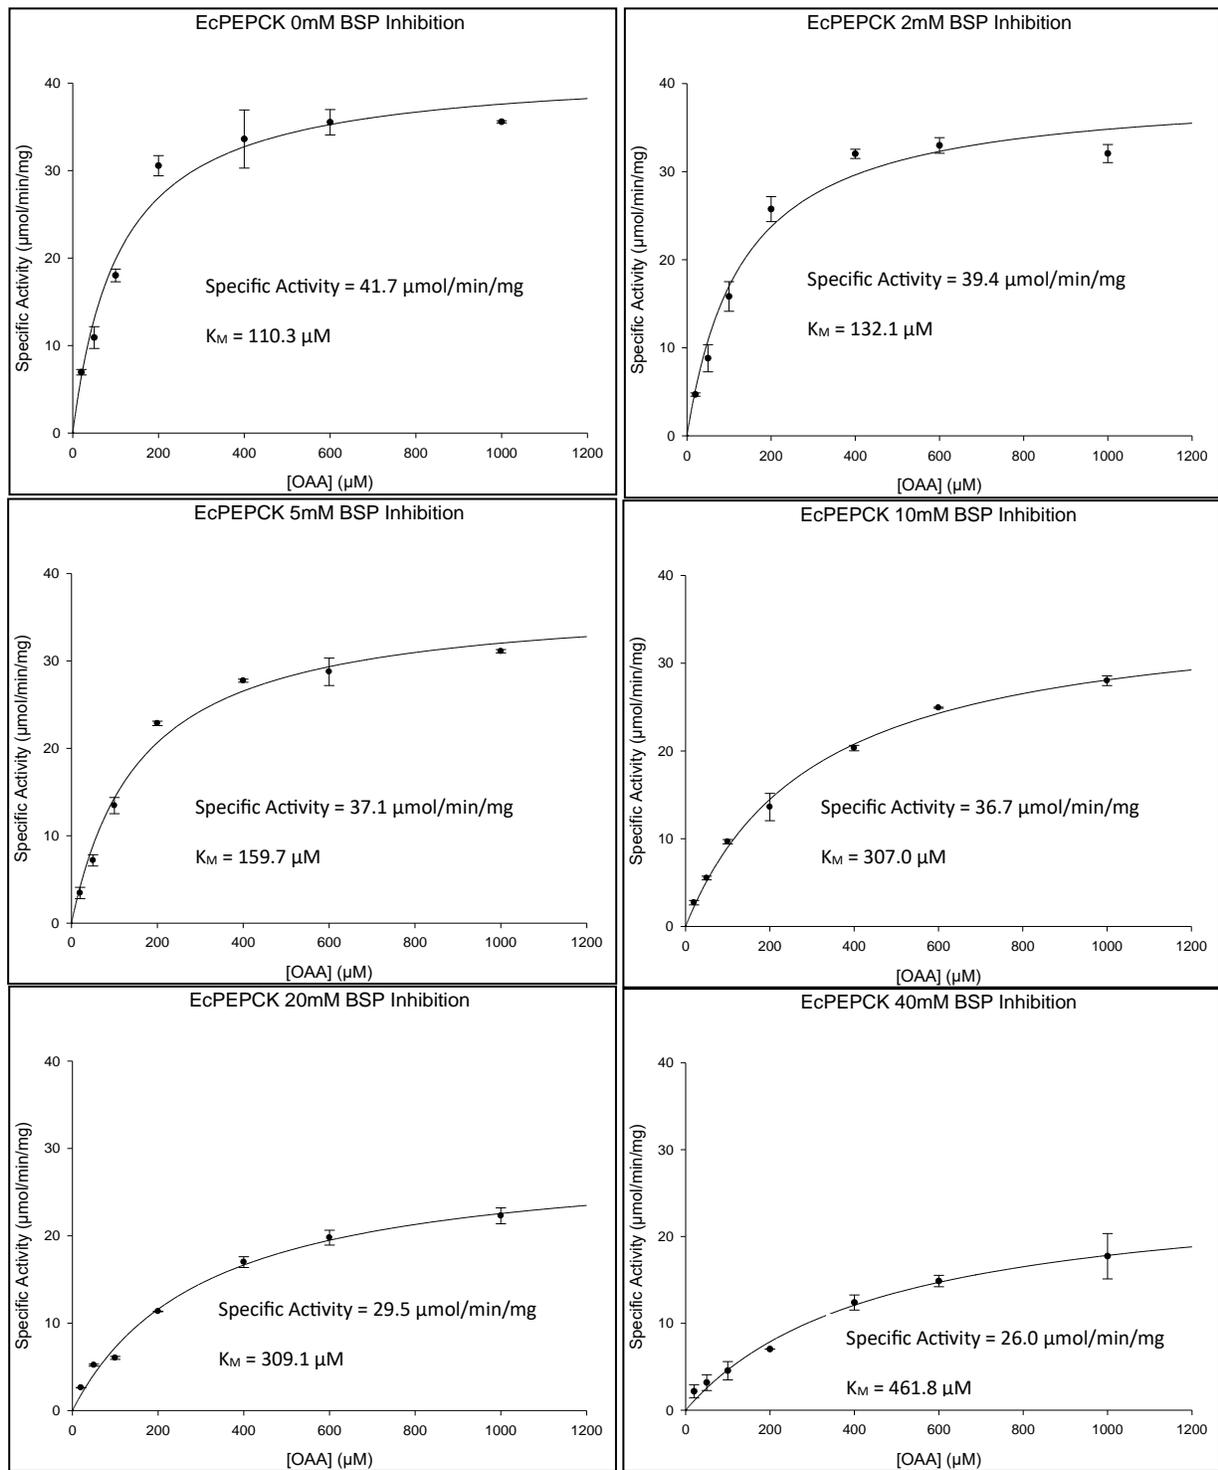 EcPEPCK 0mM BSP Inhibition
40
30
20
10
0
Specific Activity (µmol/min/mg)
Specific Activity = 41.7 µmol/min/mg
KM = 110.3 µM
0 200 400 600 800 1000 1200
[OAA] (µM)
EcPEPCK 2mM BSP Inhibition
40
30
20
10
0
Specific Activity (µmol/min/mg)
Specific Activity = 39.4 µmol/min/mg
KM = 132.1 µM
0 200 400 600 800 1000 1200
[OAA] (µM)
EcPEPCK 5mM BSP Inhibition
40
30
20
10
0
Specific Activity (µmol/min/mg)
Specific Activity = 37.1 µmol/min/mg
KM = 159.7 µM
0 200 400 600 800 1000 1200
[OAA] (µM)
EcPEPCK 10mM BSP Inhibition
40
30
20
10
0
Specific Activity (µmol/min/mg)
Specific Activity = 36.7 µmol/min/mg
KM = 307.0 µM
0 200 400 600 800 1000 1200
[OAA] (µM)
EcPEPCK 20mM BSP Inhibition
40
30
20
10
0
Specific Activity (µmol/min/mg)
Specific Activity = 29.5 µmol/min/mg
KM = 309.1 µM
0 200 400 600 800 1000 1200
[OAA] (µM)
EcPEPCK 40mM BSP Inhibition
40
30
20
10
0
Specific Activity (µmol/min/mg)
Specific Activity = 26.0 µmol/min/mg
KM = 461.8 µM
0 200 400 600 800 1000 1200
[OAA] (µM)